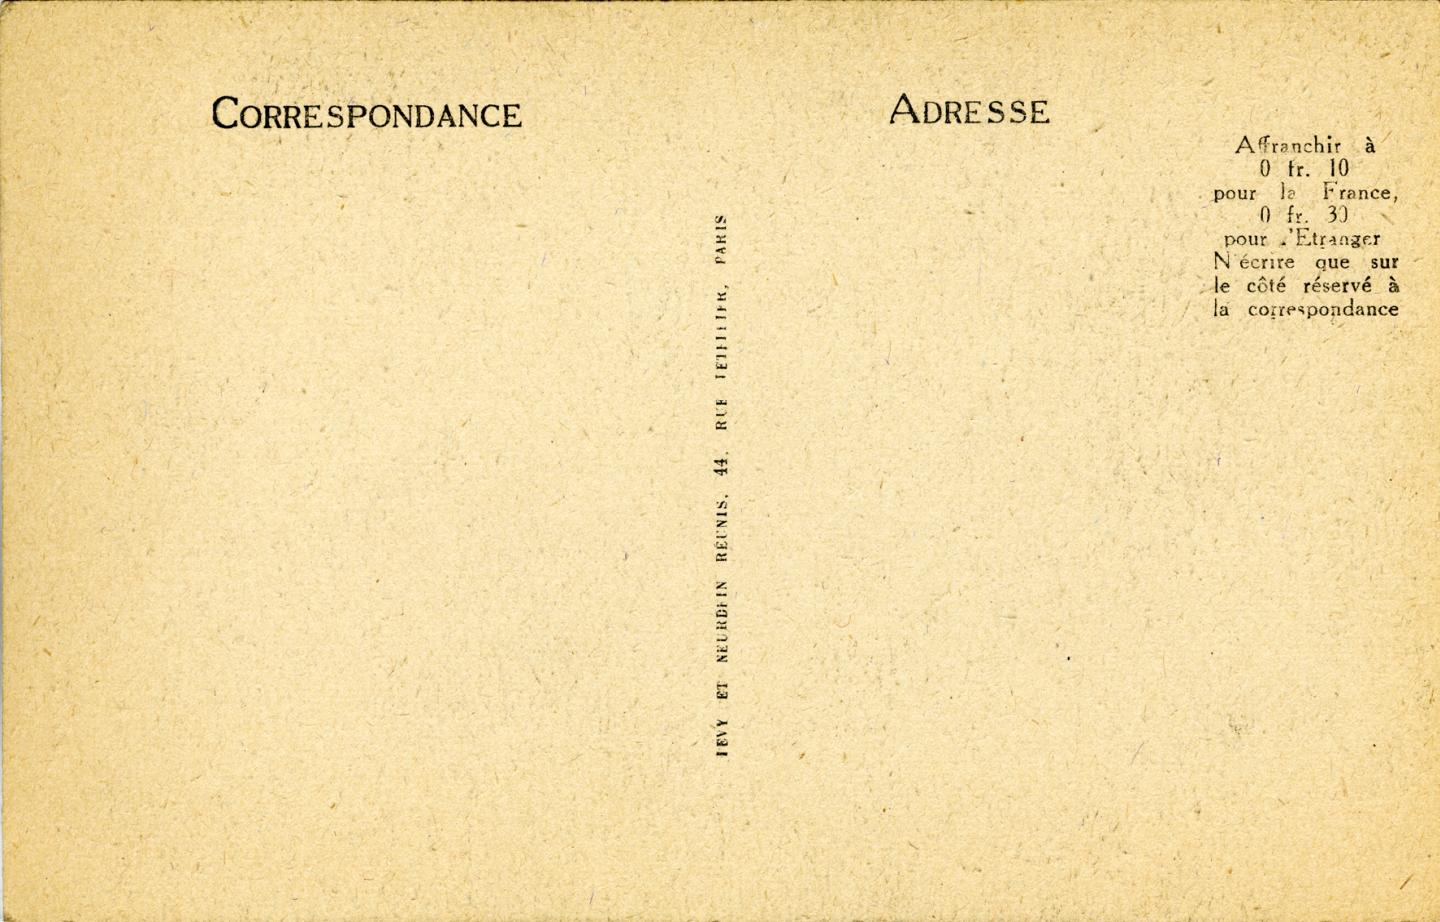 CORRESPONDANCE
ADRESSE
Affranchir à
0 fr. 10
pour la France,
0 fr. 30
pour l'Etranger
N'écrire que sur
le côté réservé à
la correspondance
LEVY ET NEURDEIN RÉUNIS, 44, RUE LETELLIER, PARIS